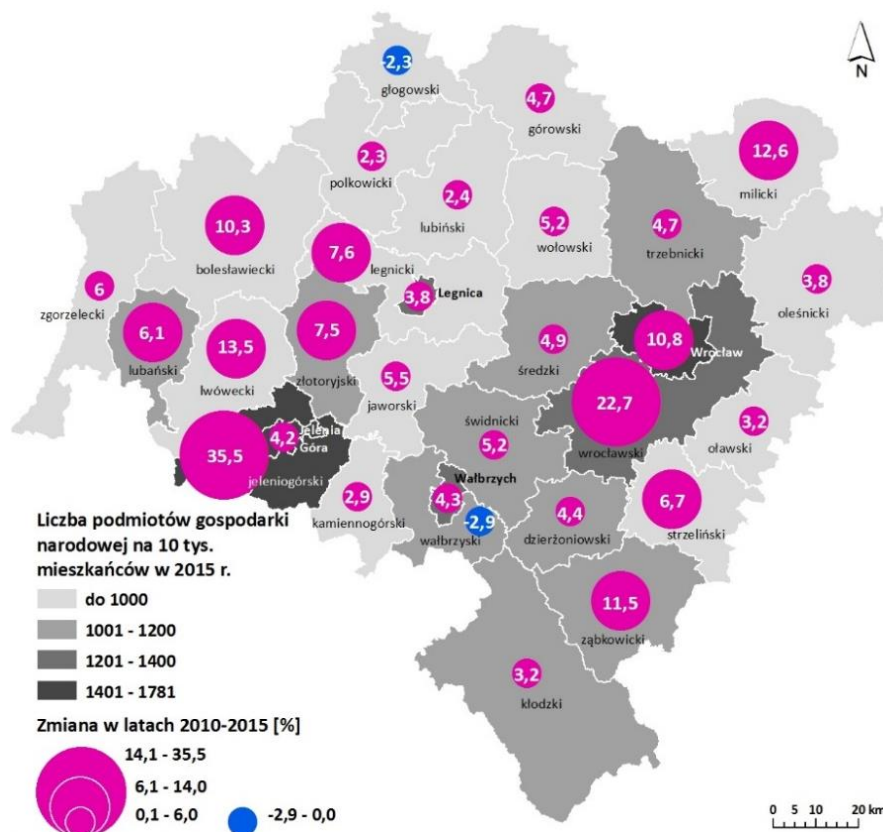 N
-2,3
głogowski
4,7
górowski
12,6
milicki
2,3
polkowicki
2,4
lubiński
5,2
wołowski
4,7
trzebnicki
10,3
bolesławiecki
7,6
legnicki
3,8
Legnica
3,8
oleśnicki
6
zgorzelecki
6,1
lubański
13,5
lwówecki
7,5
złotoryjski
5,5
jaworski
4,9
średzki
10,8
Wrocław
22,7
wrocławski
3,2
oławski
35,5
jeleniogórski
4,2
Jelenia
Góra
świdnicki
5,2
2,9
kamiennogórski
Wałbrzych
4,3
-2,9
wałbrzyski
4,4
dzierżoniowski
6,7
strzeliński
11,5
ząbkowicki
3,2
kłodzki
Liczba podmiotów gospodarki
narodowej na 10 tys.
mieszkańców w 2015 r.
do 1000
1001 - 1200
1201 - 1400
1401 - 1781
Zmiana w latach 2010-2015 [%]
14,1 - 35,5
6,1 - 14,0
0,1 - 6,0
-2,9 - 0,0
0 5 10 20 km